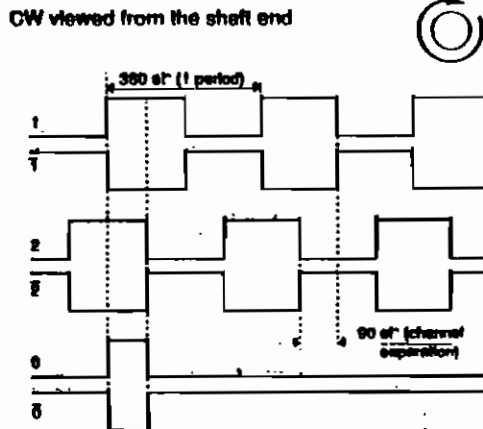 CW viewed from the shaft end
360 el° (1 period)
1
1̅
2
2̅
90 el° (channel
separation)
0
0̅